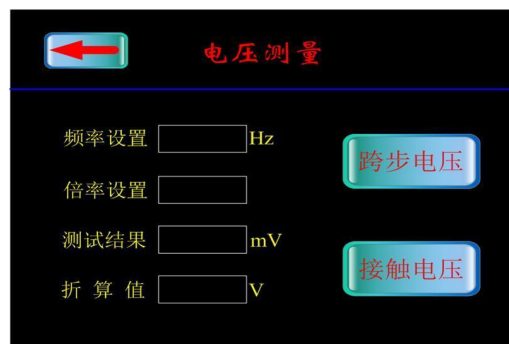 电压测量
频率设置 Hz
跨步电压
倍率设置
测试结果 mV
接触电压
折算值 V